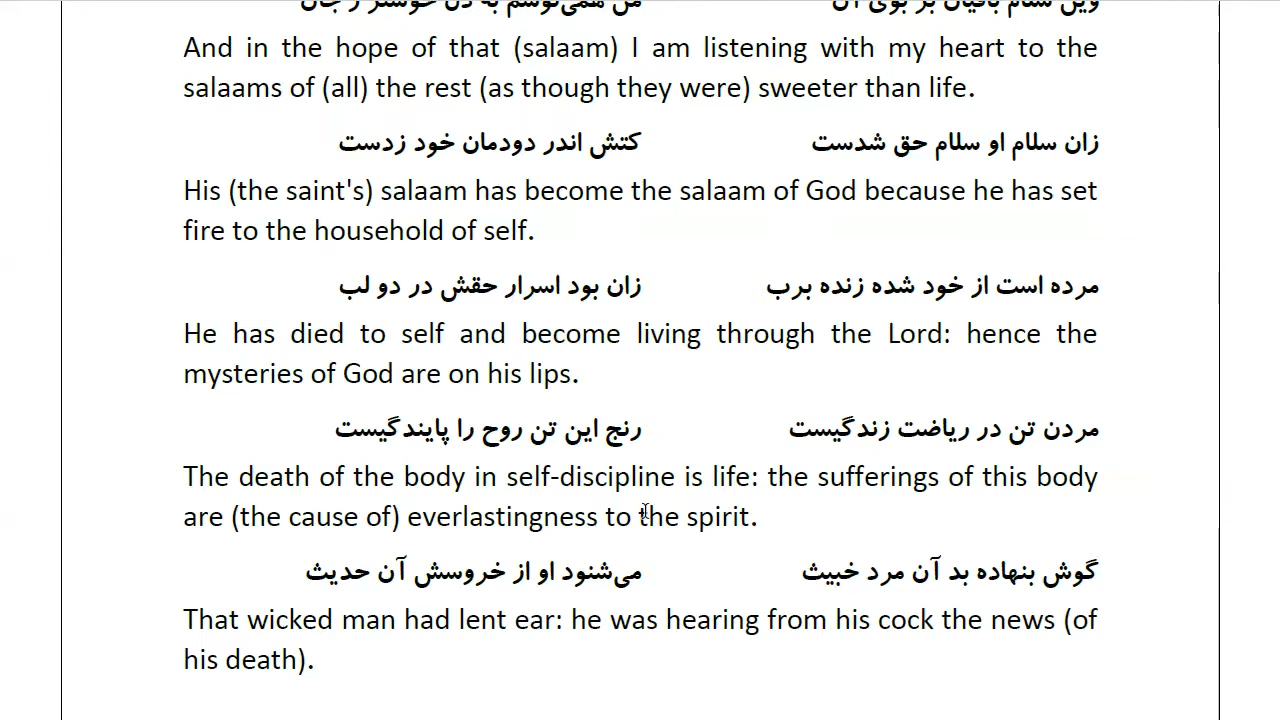 And in the hope of that (salaam) I am listening with my heart to the
salaams of (all) the rest (as though they were) sweeter than life.
زان سلام او سلام حق شدست کتش اندر دودمان خود زدست
His (the saint's) salaam has become the salaam of God because he has set
fire to the household of self.
مرده است از خود شده زنده برب زان بود اسرار حقش در دو لب
He has died to self and become living through the Lord: hence the
mysteries of God are on his lips.
مردن تن در ریاضت زندگیست رنج این تن روح را پایندگیست
The death of the body in self-discipline is life: the sufferings of this body
are (the cause of) everlastingness to the spirit.
گوش بنهاده بد آن مرد خبیث می‌شنود او از خروسش آن حدیث
That wicked man had lent ear: he was hearing from his cock the news (of
his death).